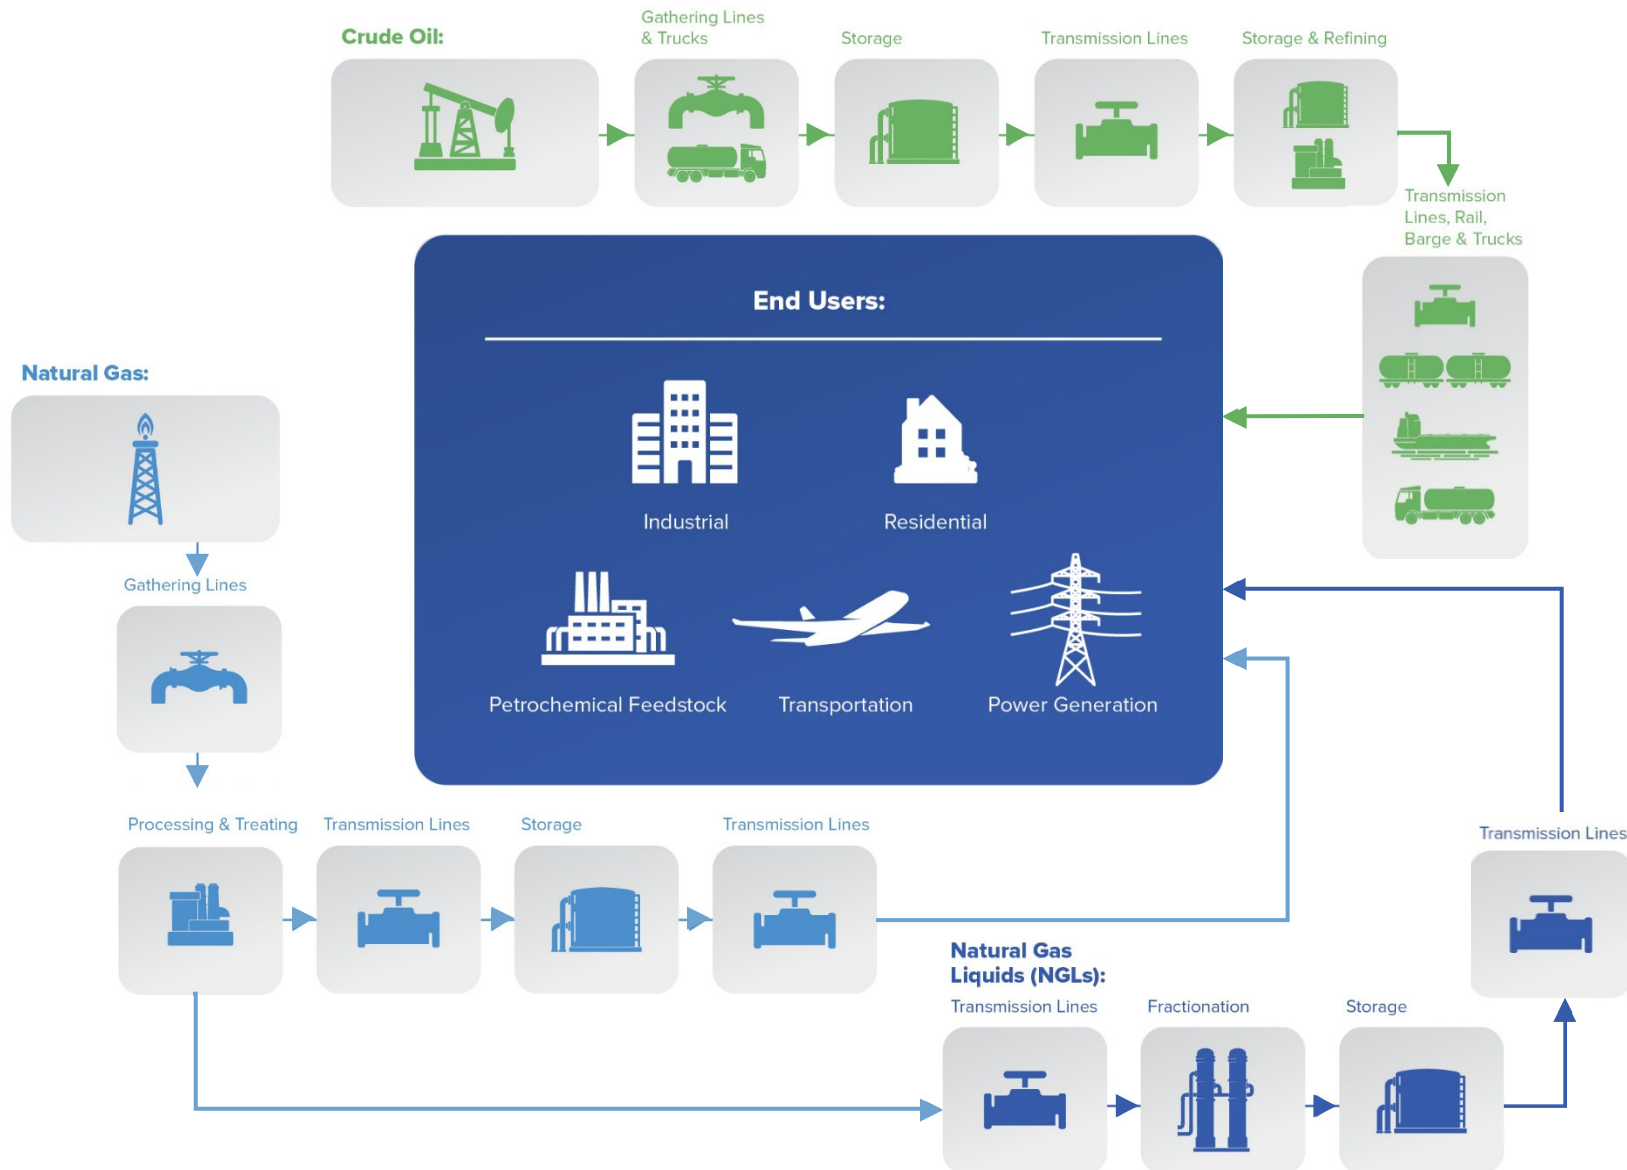 Crude Oil:
Gathering Lines
& Trucks
Storage
Transmission Lines
Storage & Refining
Transmission
Lines, Rail,
Barge & Trucks
End Users:
Industrial
Residential
Petrochemical Feedstock
Transportation
Power Generation
Natural Gas:
Gathering Lines
Processing & Treating
Transmission Lines
Storage
Transmission Lines
Natural Gas
Liquids (NGLs):
Transmission Lines
Fractionation
Storage
Transmission Lines